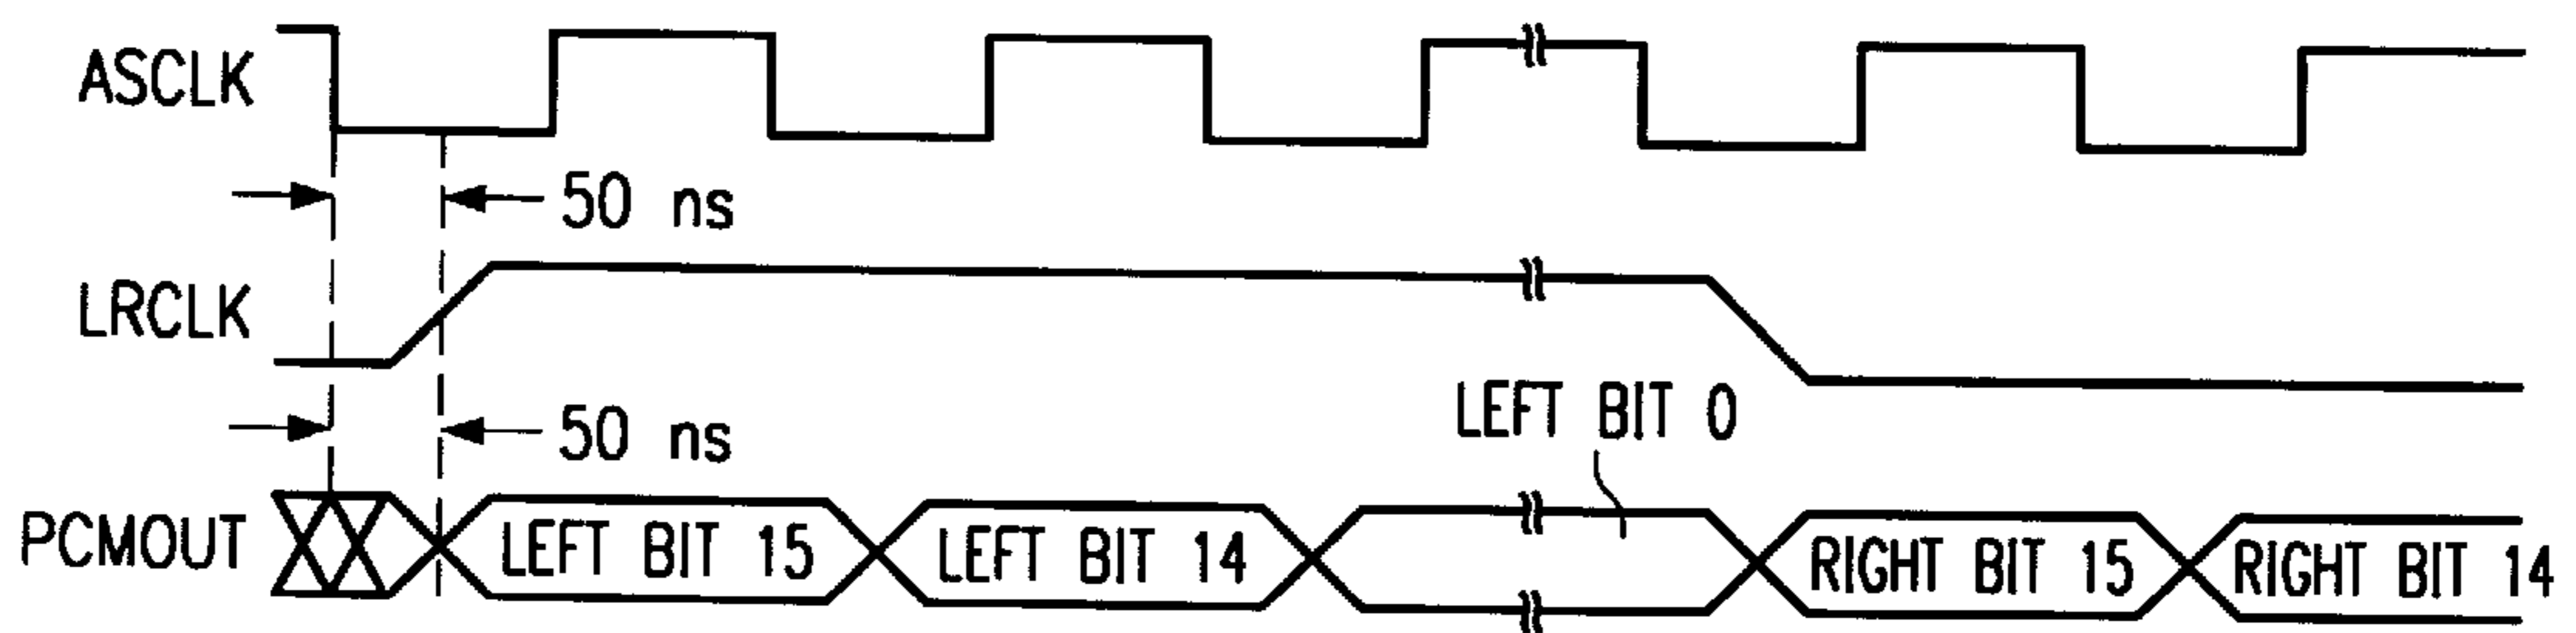 ASCLK
50 ns
LRCLK
50 ns
LEFT BIT 0
PCMOUT
LEFT BIT 15
LEFT BIT 14
RIGHT BIT 15
RIGHT BIT 14